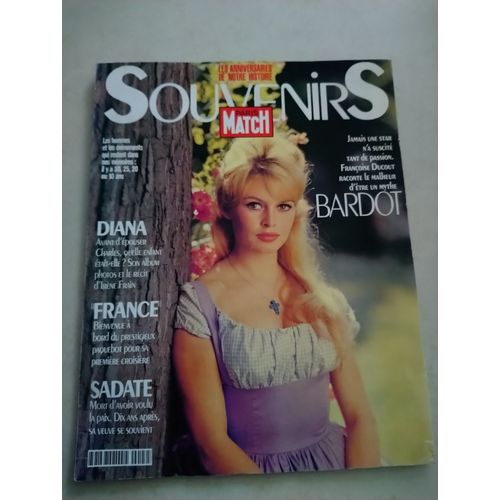 LES ANNIVERSAIRES
DE NOTRE HISTOIRE
SOUVENIRS
PARIS
MATCH
Les hommes
et les événements
qui restent dans
nos mémoires :
il y a 30, 25, 20
ou 10 ans
JAMAIS UNE STAR
N'A SUSCITÉ
TANT DE PASSION.
FRANÇOISE DUCOUT
RACONTE LE MALHEUR
D'ÊTRE UN MYTHE
BARDOT
DIANA
AVANT D'ÉPOUSER
CHARLES, QUELLE ENFANT
ÉTAIT-ELLE ? SON ALBUM
PHOTOS ET LE RÉCIT
D'IRÈNE FRAIN
FRANCE
BIENVENUE À
BORD DU PRESTIGIEUX
PAQUEBOT POUR SA
PREMIÈRE CROISIÈRE
SADATE
MORT D'AVOIR VOULU
LA PAIX. DIX ANS APRÈS,
SA VEUVE SE SOUVIENT